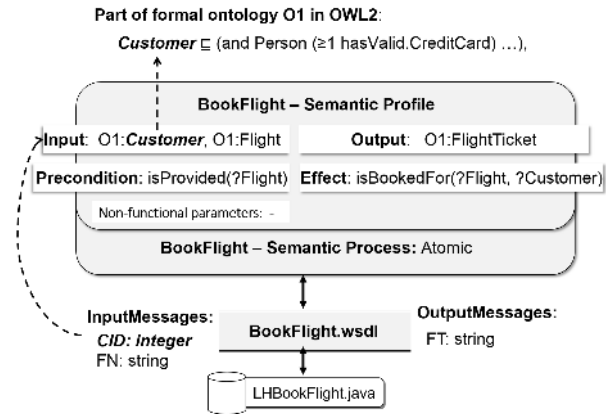 Part of formal ontology O1 in OWL2:
Customer ⊑ (and Person (≥1 hasValid.CreditCard) …),
BookFlight – Semantic Profile
Input: O1:Customer, O1:Flight
Output: O1:FlightTicket
Precondition: isProvided(?Flight)
Effect: isBookedFor(?Flight, ?Customer)
Non-functional parameters: -
BookFlight – Semantic Process: Atomic
InputMessages:
CID: integer
FN: string
BookFlight.wsdl
OutputMessages:
FT: string
LHBookFlight.java